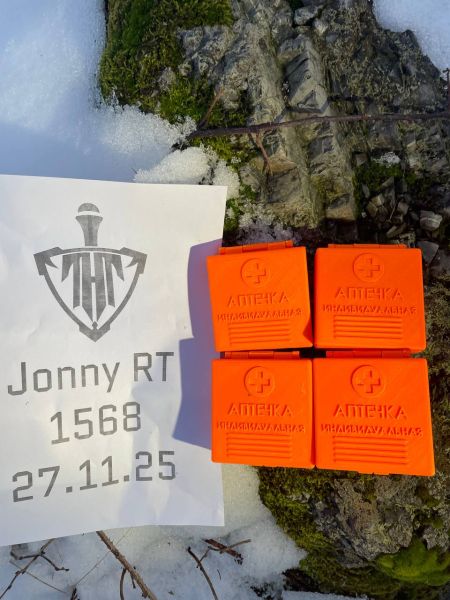 ТНТ
Jonny RT
1568
27.11.25
АПТЕЧКА
ИНДИВИДУАЛЬНАЯ
АПТЕЧКА
ИНДИВИДУАЛЬНАЯ
АПТЕЧКА
ИНДИВИДУАЛЬНАЯ
АПТЕЧКА
ИНДИВИДУАЛЬНАЯ